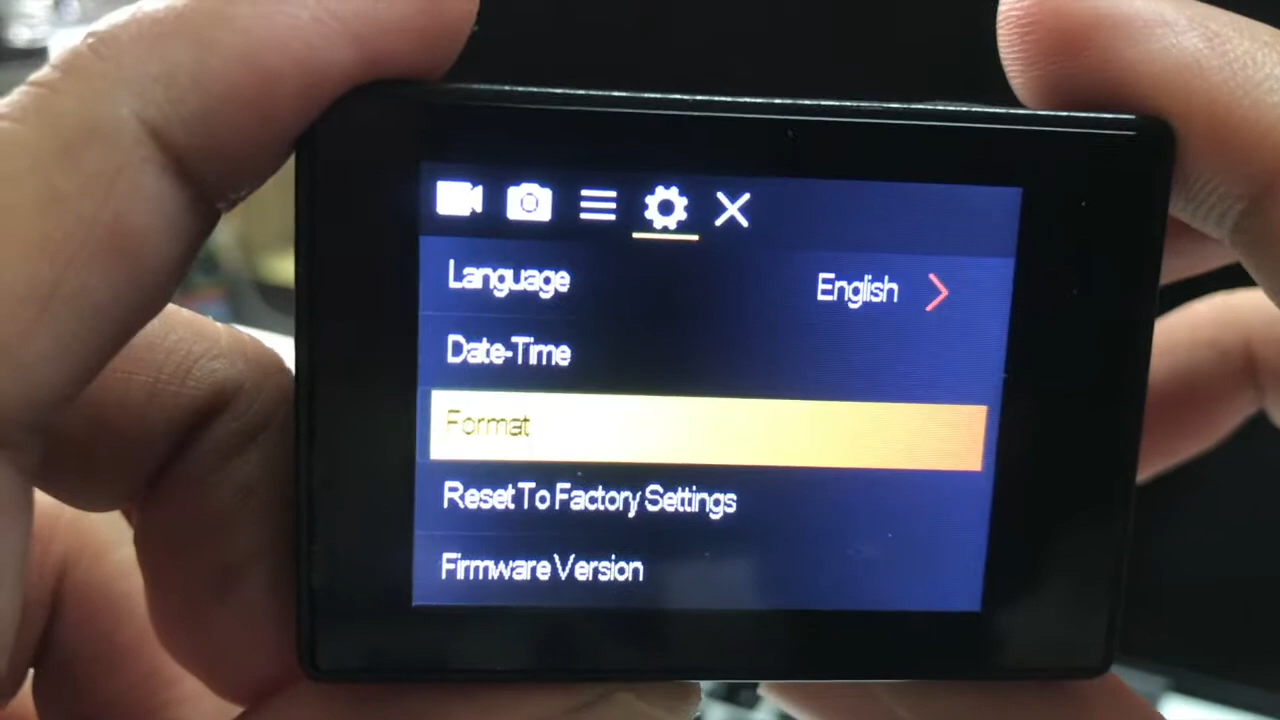 Language English
Date-Time
Format
Reset To Factory Settings
Firmware Version